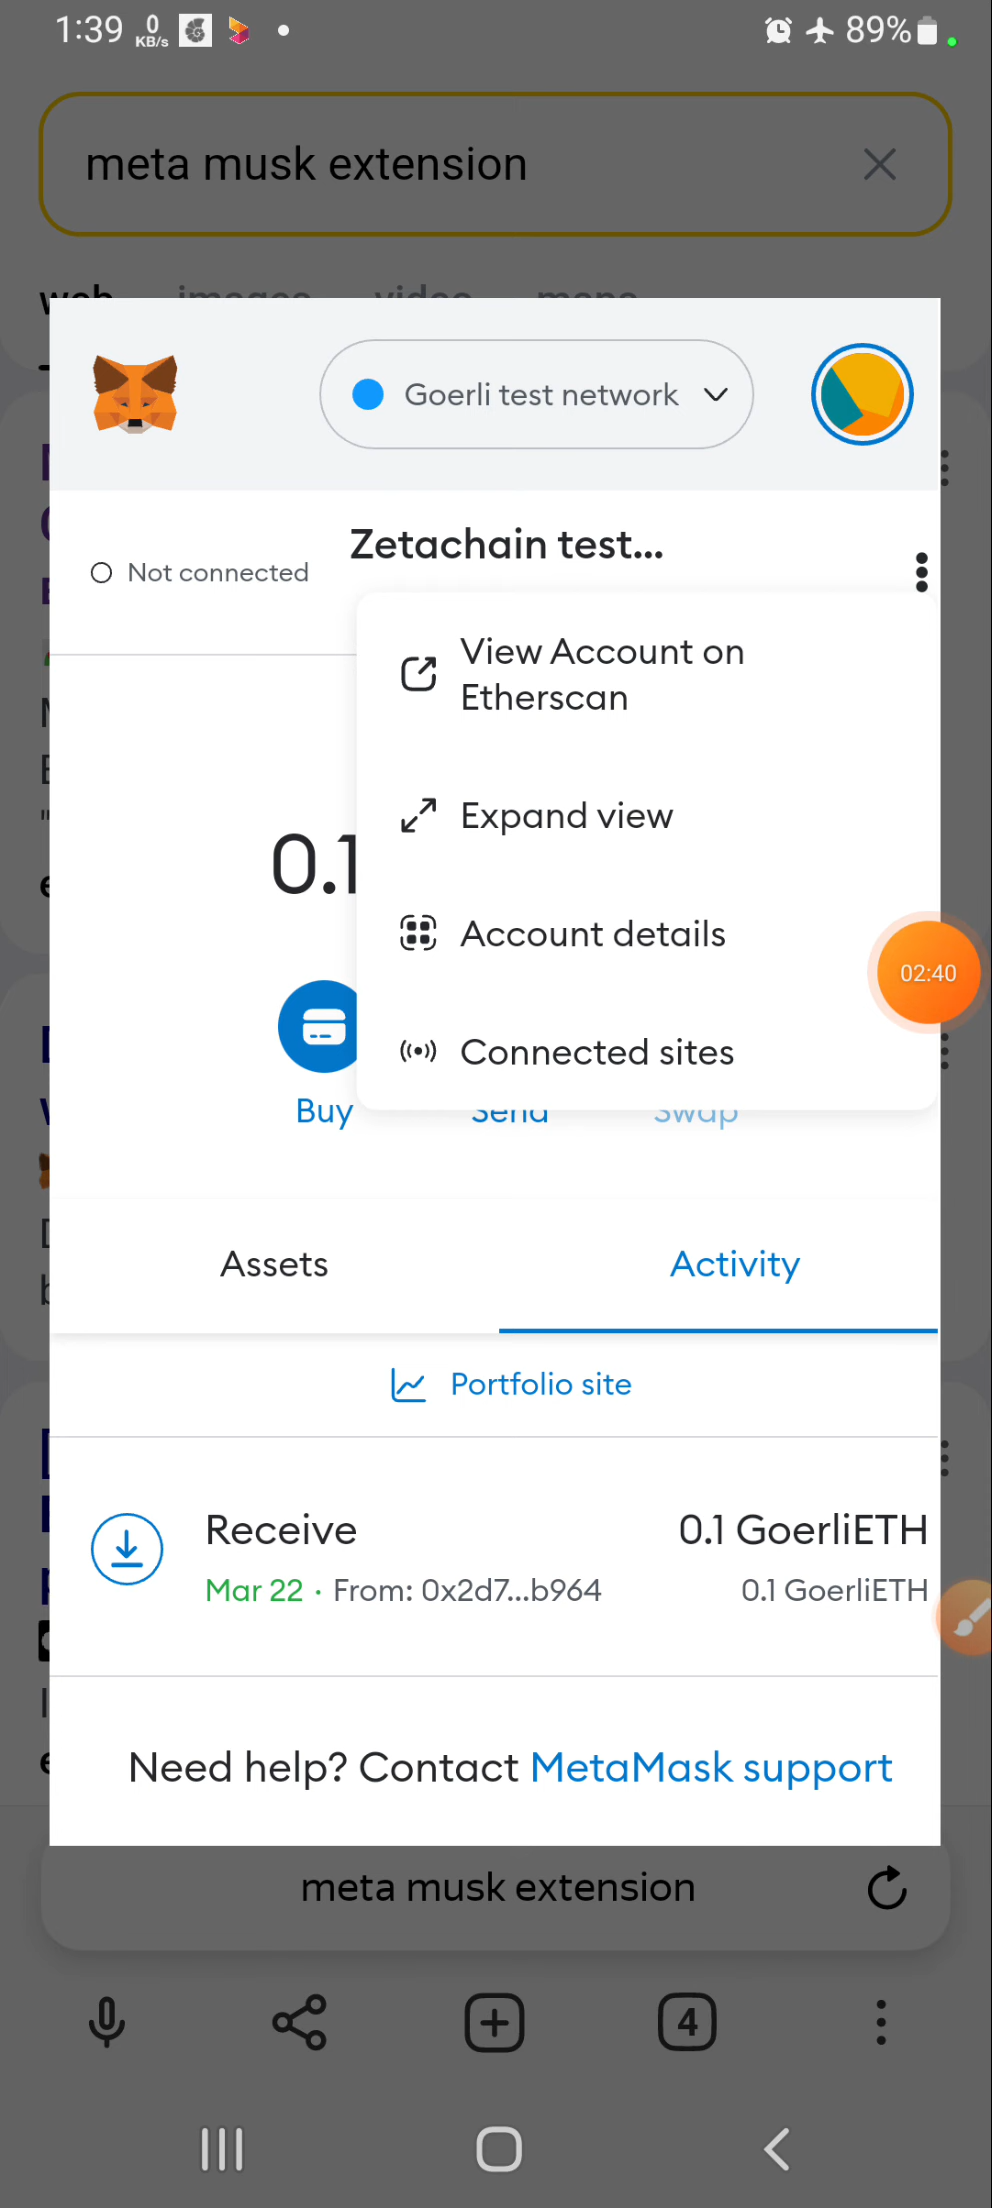 1:39 0 KB/s 89%
meta musk extension
web images video maps
Goerli test network
Zetachain test...
Not connected
View Account on
Etherscan
Expand view
0.1
Account details
02:40
Connected sites
Buy Send Swap
Assets Activity
Portfolio site
Receive 0.1 GoerliETH
Mar 22 · From: 0x2d7...b964 0.1 GoerliETH
Need help? Contact MetaMask support
meta musk extension
4